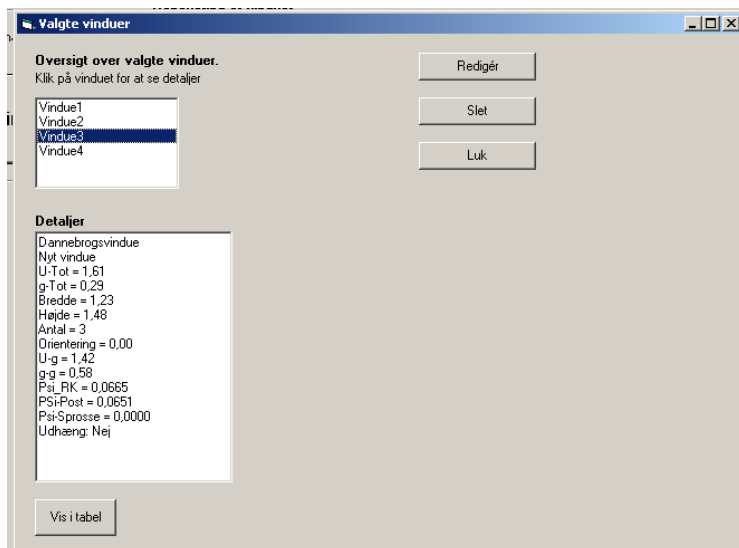 Valgte vinduer
Oversigt over valgte vinduer.
Klik på vinduet for at se detaljer
Vindue1
Vindue2
Vindue3
Vindue4
Redigér
Slet
Luk
Detaljer
Dannebrogsvindue
Nyt vindue
U-Tot = 1,61
g-Tot = 0,29
Bredde = 1,23
Højde = 1,48
Antal = 3
Orientering = 0,00
U-g = 1,42
g-g = 0,58
Psi_RK = 0,0665
PSi-Post = 0,0651
Psi-Sprosse = 0,0000
Udhæng: Nej
Vis i tabel